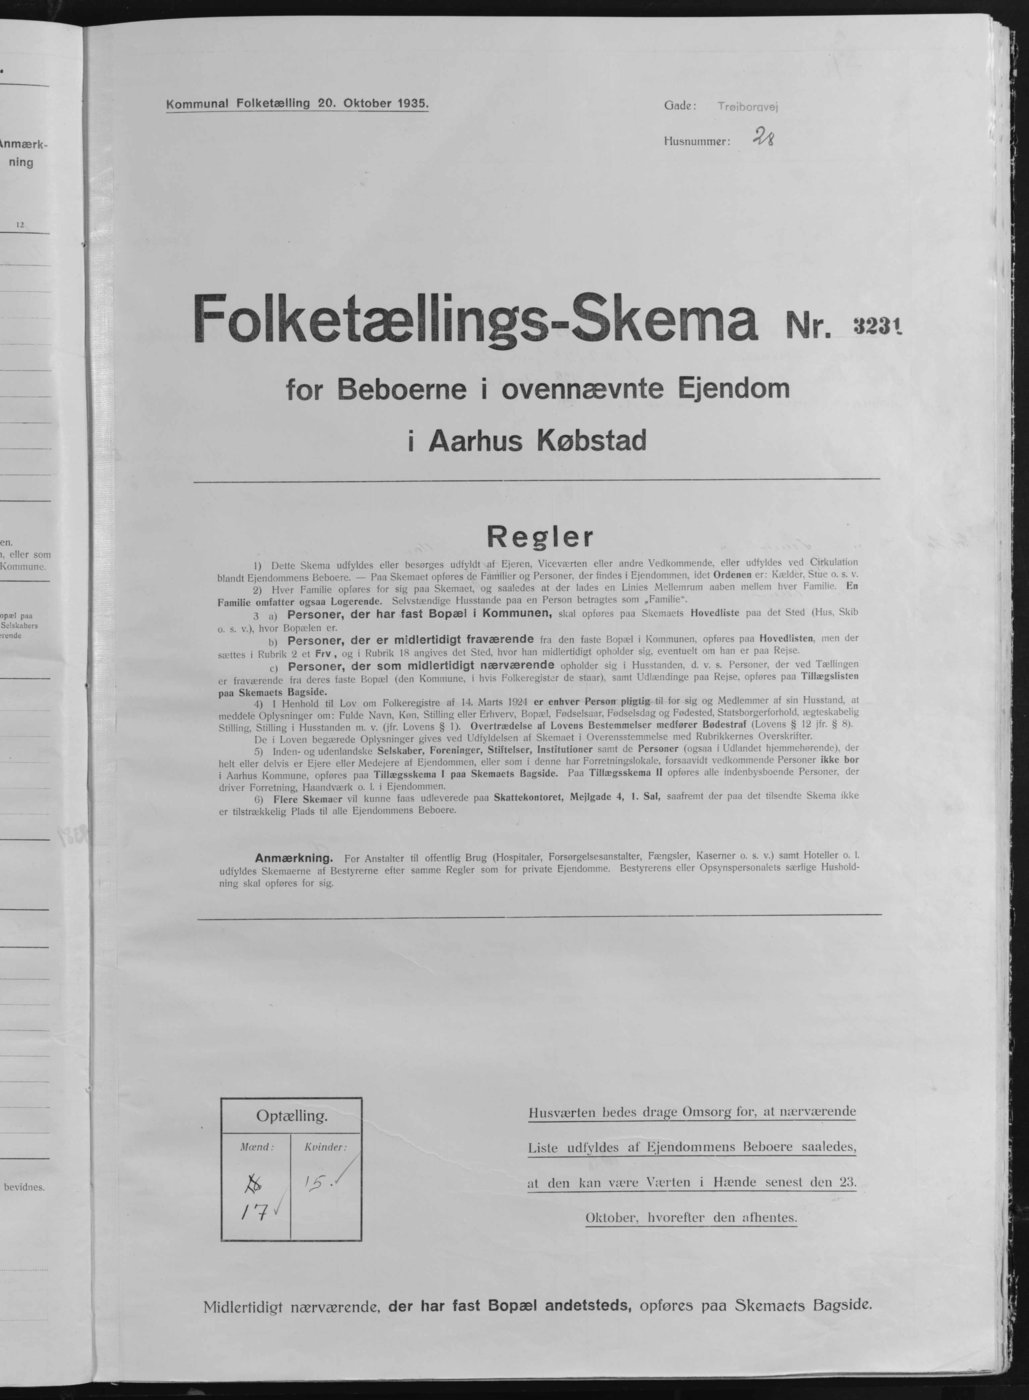 Anmærk-
ning
12
en.
, eller som
Kommune.
opæl paa
Selskabers
erende
bevidnes.
Kommunal Folketælling 20. Oktober 1935.
Gade: Trøiborgvej
Husnummer: 28
Folketællings-Skema Nr. 3231
for Beboerne i ovennævnte Ejendom
i Aarhus Købstad
Regler
1) Dette Skema udfyldes eller besørges udfyldt af Ejeren, Viceværten eller andre Vedkommende, eller udfyldes ved Cirkulation
blandt Ejendommens Beboere. — Paa Skemaet opføres de Familier og Personer, der findes i Ejendommen, idet Ordenen er: Kælder, Stue o. s. v.
2) Hver Familie opføres for sig paa Skemaet, og saaledes at der lades en Linies Mellemrum aaben mellem hver Familie. En
Familie omfatter ogsaa Logerende. Selvstændige Husstande paa en Person betragtes som „Familie“.
3 a) Personer, der har fast Bopæl i Kommunen, skal opføres paa Skemaets Hovedliste paa det Sted (Hus, Skib
o. s. v.), hvor Bopælen er.
b) Personer, der er midlertidigt fraværende fra den faste Bopæl i Kommunen, opføres paa Hovedlisten, men der
sættes i Rubrik 2 et Frv., og i Rubrik 18 angives det Sted, hvor han midlertidigt opholder sig, eventuelt om han er paa Rejse.
c) Personer, der som midlertidigt nærværende opholder sig i Husstanden, d. v. s. Personer, der ved Tællingen
er fraværende fra deres faste Bopæl (den Kommune, i hvis Folkeregister de staar), samt Udlændinge paa Rejse, opføres paa Tillægslisten
paa Skemaets Bagside.
4) I Henhold til Lov om Folkeregistre af 14. Marts 1924 er enhver Person pligtig til for sig og Medlemmer af sin Husstand, at
meddele Oplysninger om: Fulde Navn, Køn, Stilling eller Erhverv, Bopæl, Fødselsaar, Fødselsdag og Fødested, Statsborgerforhold, ægteskabelig
Stilling, Stilling i Husstanden m. v. (jfr. Lovens § 1). Overtrædelse af Lovens Bestemmelser medfører Bødestraf (Lovens § 12 jfr. § 8).
De i Loven begærede Oplysninger gives ved Udfyldelsen af Skemaet i Overensstemmelse med Rubrikkernes Overskrifter.
5) Inden- og udenlandske Selskaber, Foreninger, Stiftelser, Institutioner samt de Personer (ogsaa i Udlandet hjemmehørende), der
helt eller delvis er Ejere eller Medejere af Ejendommen, eller som i denne har Forretningslokale, forsaavidt vedkommende Personer ikke bor
i Aarhus Kommune, opføres paa Tillægsskema I paa Skemaets Bagside. Paa Tillægsskema II opføres alle indenbysboende Personer, der
driver Forretning, Haandværk o. l. i Ejendommen.
6) Flere Skemaer vil kunne faas udleverede paa Skattekontoret, Mejlgade 4, 1. Sal, saafremt der paa det tilsendte Skema ikke
er tilstrækkelig Plads til alle Ejendommens Beboere.
Anmærkning. For Anstalter til offentlig Brug (Hospitaler, Forsørgelsesanstalter, Fængsler, Kaserner o. s. v.) samt Hoteller o. l.
udfyldes Skemaerne af Bestyrerne efter samme Regler som for private Ejendomme. Bestyrerens eller Opsynspersonalets særlige Hushold-
ning skal opføres for sig.
Optælling.
Mænd: Kvinder:
15
17
Husværten bedes drage Omsorg for, at nærværende
Liste udfyldes af Ejendommens Beboere saaledes,
at den kan være Værten i Hænde senest den 23.
Oktober, hvorefter den afhentes.
Midlertidigt nærværende, der har fast Bopæl andetsteds, opføres paa Skemaets Bagside.